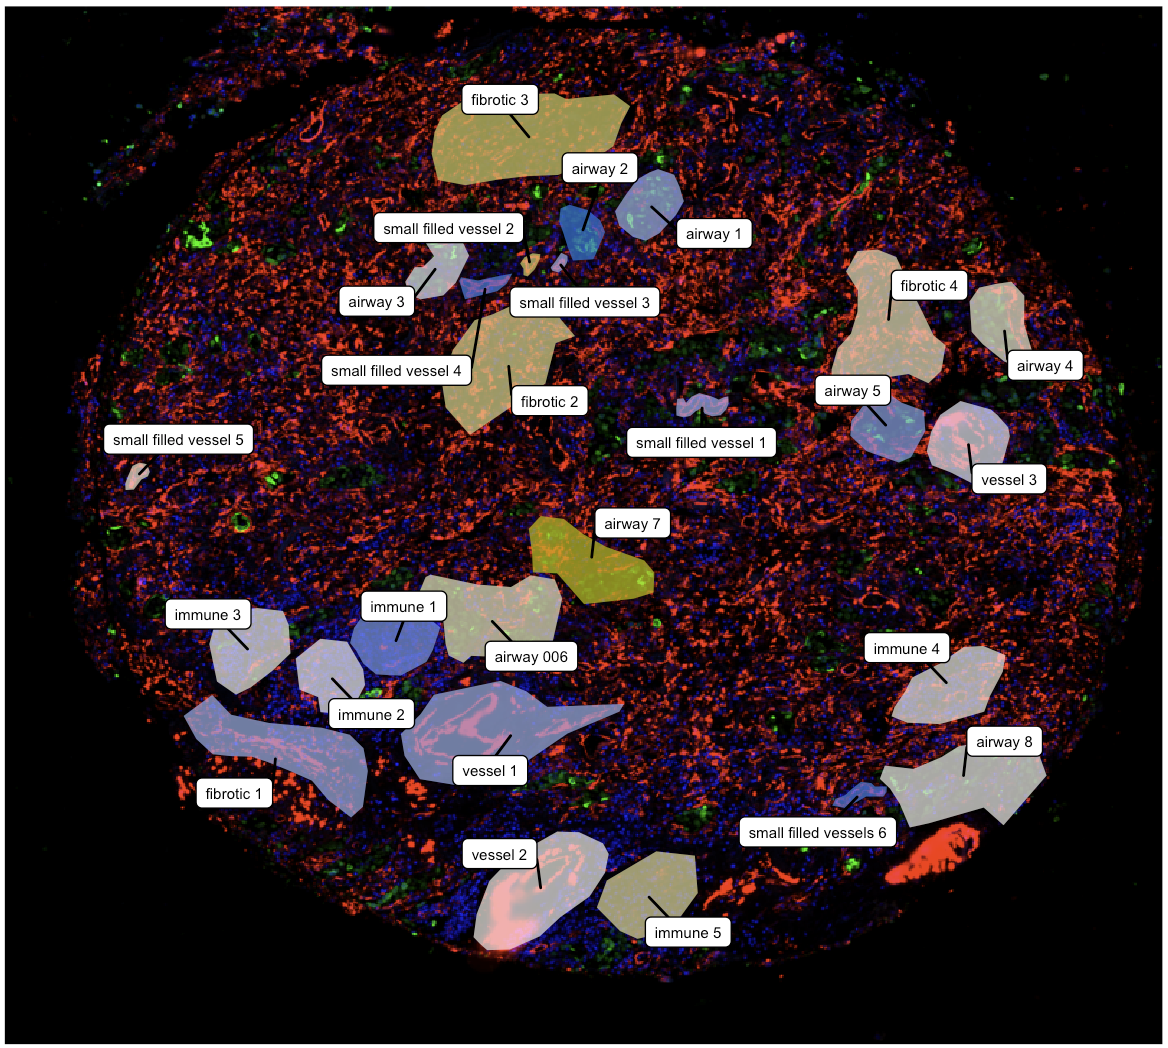 fibrotic 3
airway 2
small filled vessel 2
airway 1
airway 3
small filled vessel 3
fibrotic 4
small filled vessel 4
airway 4
fibrotic 2
airway 5
small filled vessel 5
small filled vessel 1
vessel 3
airway 7
immune 3
immune 1
airway 006
immune 4
immune 2
airway 8
vessel 1
fibrotic 1
small filled vessels 6
vessel 2
immune 5